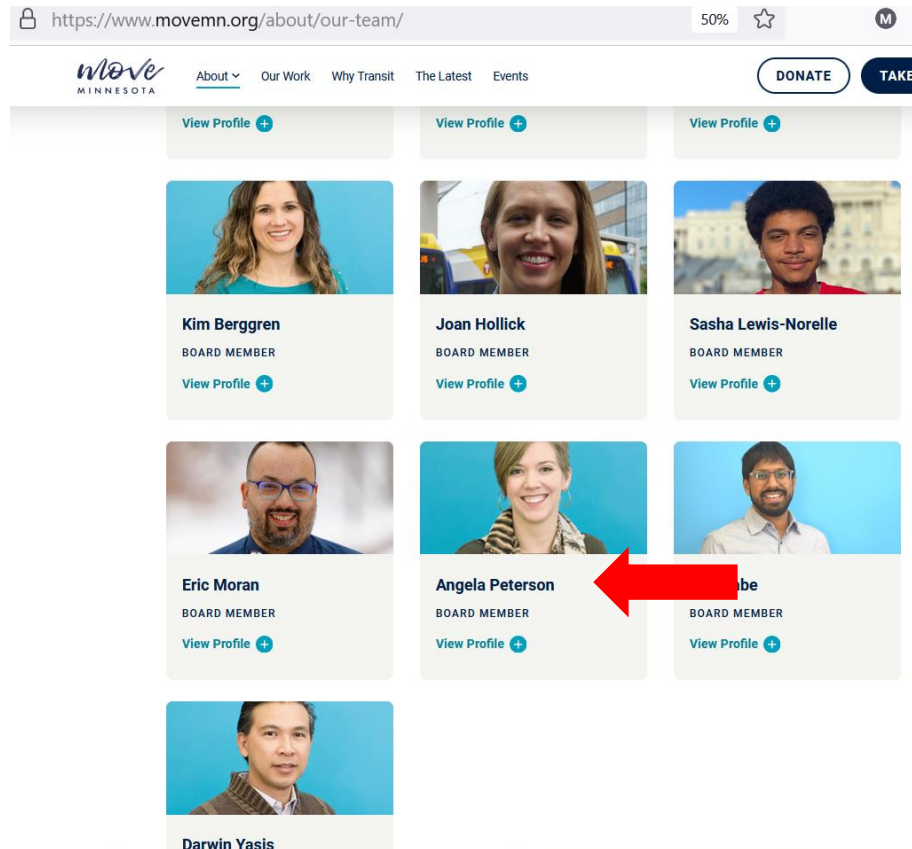 https://www.movemn.org/about/our-team/ 50% M
move
MINNESOTA
About Our Work Why Transit The Latest Events DONATE TAKE
View Profile View Profile View Profile
Kim Berggren Joan Hollick Sasha Lewis-Norelle
BOARD MEMBER BOARD MEMBER BOARD MEMBER
View Profile View Profile View Profile
Eric Moran Angela Peterson
BOARD MEMBER BOARD MEMBER BOARD MEMBER
View Profile View Profile View Profile
Darwin Yasis